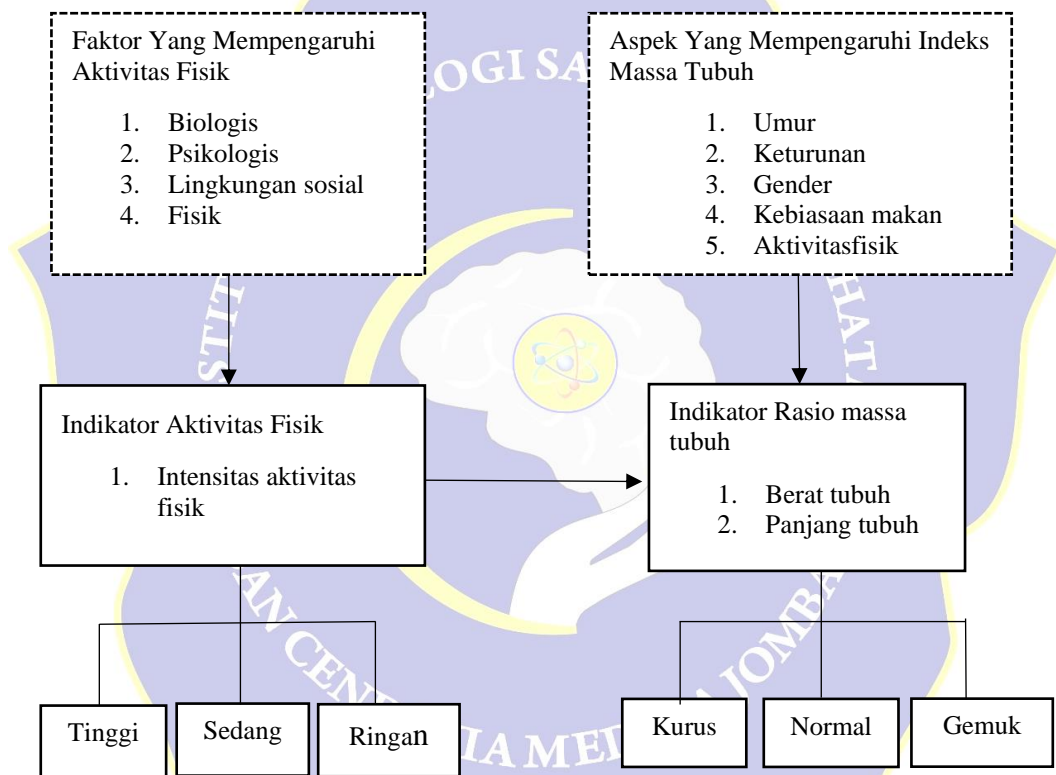 Faktor Yang Mempengaruhi
Aktivitas Fisik
1. Biologis
2. Psikologis
3. Lingkungan sosial
4. Fisik
Aspek Yang Mempengaruhi Indeks
Massa Tubuh
1. Umur
2. Keturunan
3. Gender
4. Kebiasaan makan
5. Aktivitasfisik
Indikator Aktivitas Fisik
1. Intensitas aktivitas
fisik
Indikator Rasio massa
tubuh
1. Berat tubuh
2. Panjang tubuh
Tinggi
Sedang
Ringan
Kurus
Normal
Gemuk